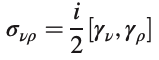 σ_{νρ} = \frac{i}{2}[γ_ν, γ_ρ]